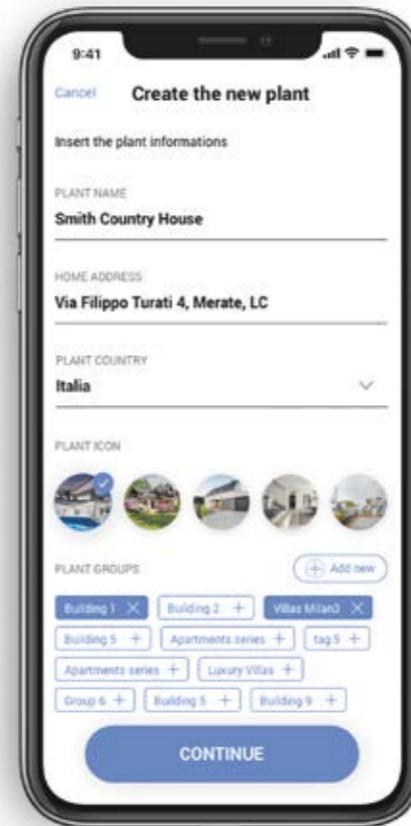 9:41
Cancel Create the new plant
Insert the plant informations
PLANT NAME
Smith Country House
HOME ADDRESS
Via Filippo Turati 4, Merate, LC
PLANT COUNTRY
Italia
PLANT ICON
PLANT GROUPS + Add new
Building 1 × Building 2 + Villas Milan3 ×
Building 5 + Apartments series + tag 5 +
Apartments series + Luxury Villas +
Group 6 + Building 5 + Building 9 +
CONTINUE